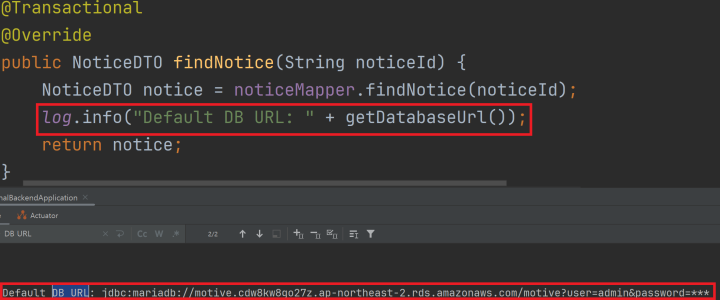 @Transactional
@Override
public NoticeDTO findNotice(String noticeId) {
NoticeDTO notice = noticeMapper.findNotice(noticeId);
log.info("Default DB URL: " + getDatabaseUrl());
return notice;
}
nalBackendApplication ×
Actuator
DB URL × Cc W .* 2/2
Default DB URL: jdbc:mariadb://motive.cdw8kw8qo27z.ap-northeast-2.rds.amazonaws.com/motive?user=admin&password=***